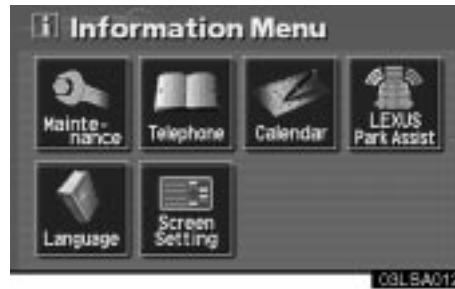 i Information Menu
Mainte-
nance
Telephone
Calendar
LEXUS
Park Assist
Language
Screen
Setting
03LSA012